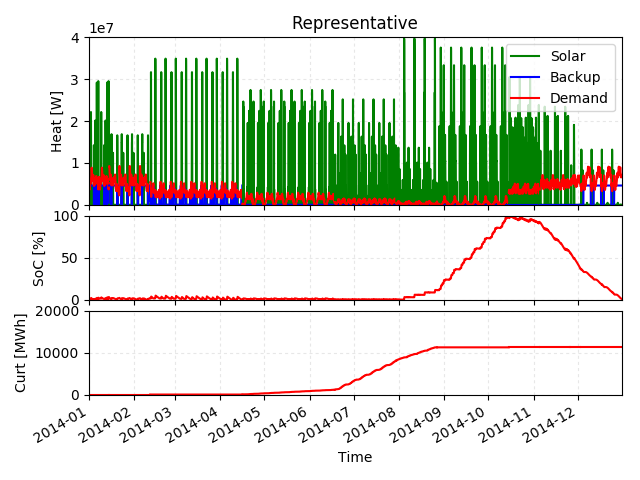 Representative
1e7
4
3
2
1
0
Heat [W]
Solar
Backup
Demand
100
50
0
SoC [%]
20000
10000
0
Curt [MWh]
2014-01
2014-02
2014-03
2014-04
2014-05
2014-06
2014-07
2014-08
2014-09
2014-10
2014-11
2014-12
Time